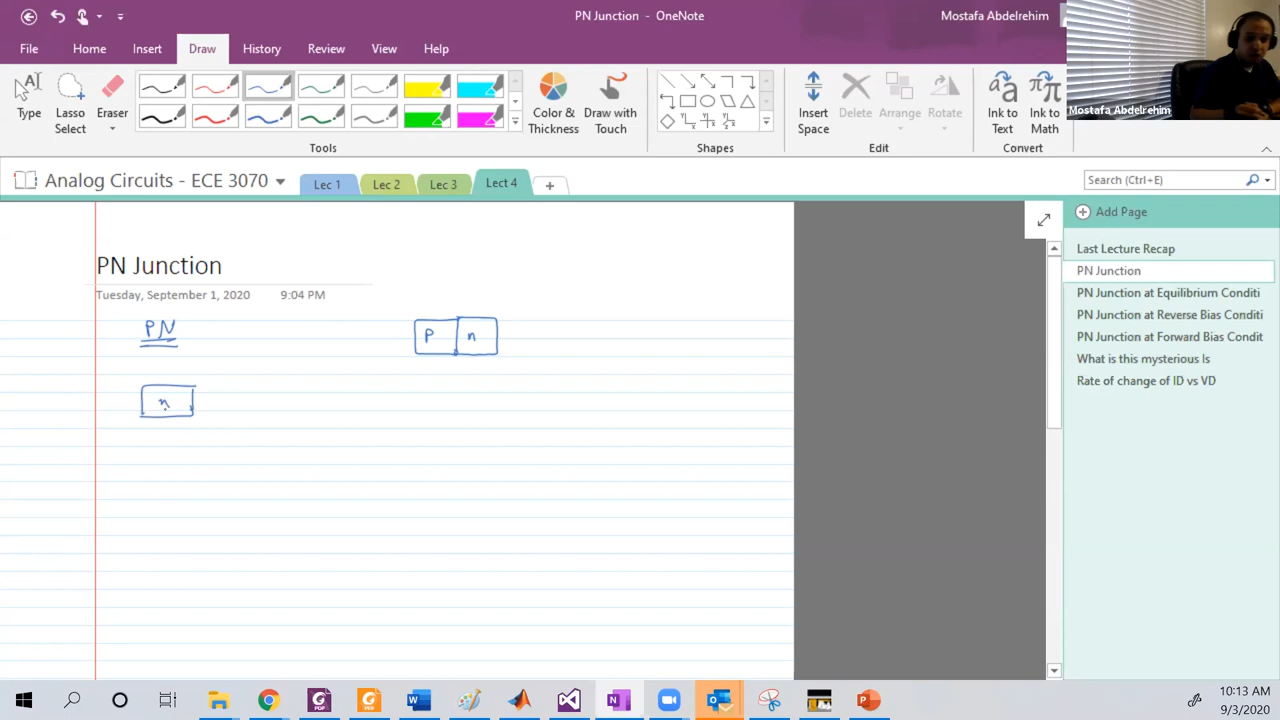 PN Junction - OneNote
Mostafa Abdelrehim
File Home Insert Draw History Review View Help
Type
Lasso Select
Eraser
Color & Thickness
Draw with Touch
Insert Space
Delete
Arrange
Rotate
Ink to Text
Ink to Math
Mostafa Abdelrehim
Tools
Shapes
Edit
Convert
Analog Circuits - ECE 3070
Lec 1
Lec 2
Lec 3
Lect 4
Search (Ctrl+E)
Add Page
Last Lecture Recap
PN Junction
PN Junction at Equilibrium Conditi
PN Junction at Reverse Bias Conditi
PN Junction at Forward Bias Condit
What is this mysterious Is
Rate of change of ID vs VD
PN Junction
Tuesday, September 1, 2020 9:04 PM
PN
P n
n
10:13 AM
9/3/2020